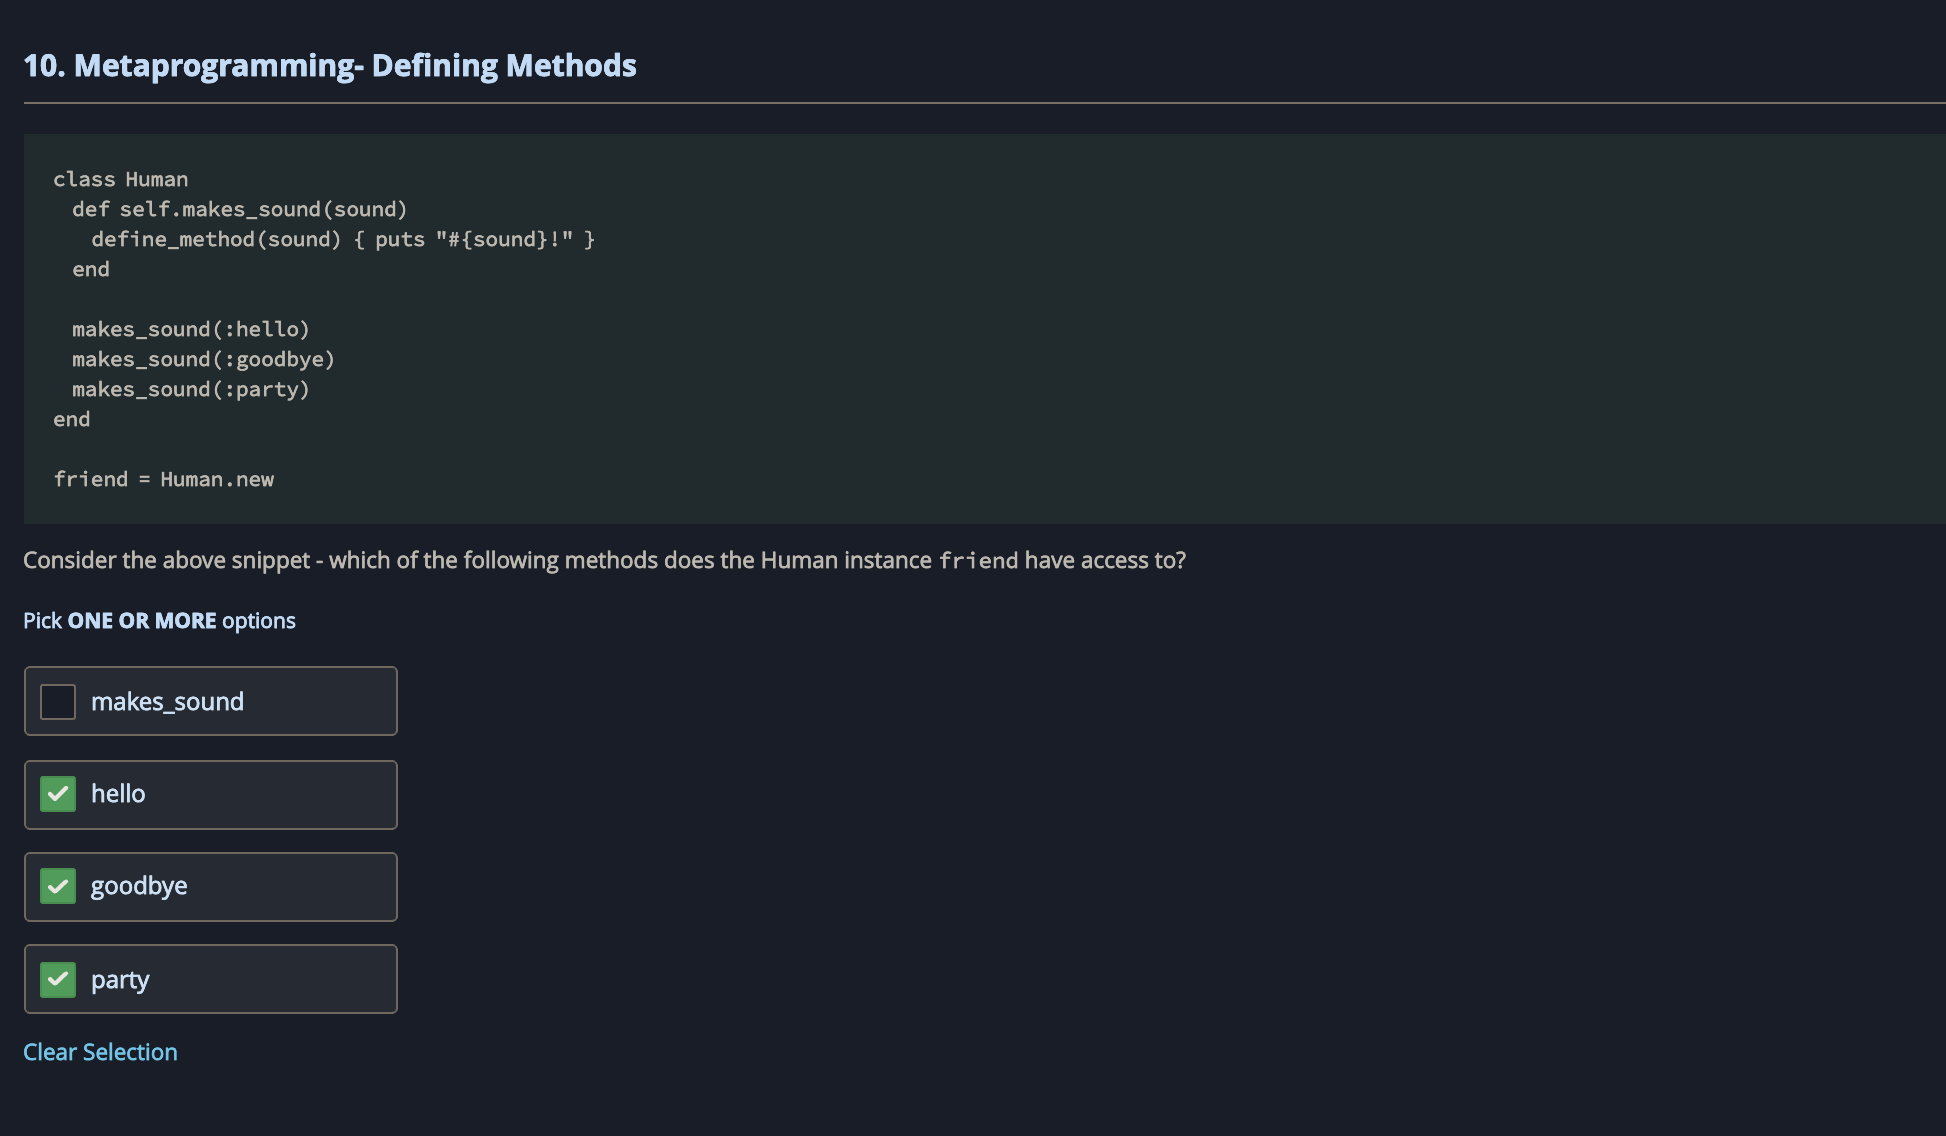 10. Metaprogramming- Defining Methods
class Human
  def self.makes_sound(sound)
    define_method(sound) { puts "#{sound}!" }
  end

  makes_sound(:hello)
  makes_sound(:goodbye)
  makes_sound(:party)
end

friend = Human.new
Consider the above snippet - which of the following methods does the Human instance friend have access to?
Pick ONE OR MORE options
makes_sound
hello
goodbye
party
Clear Selection